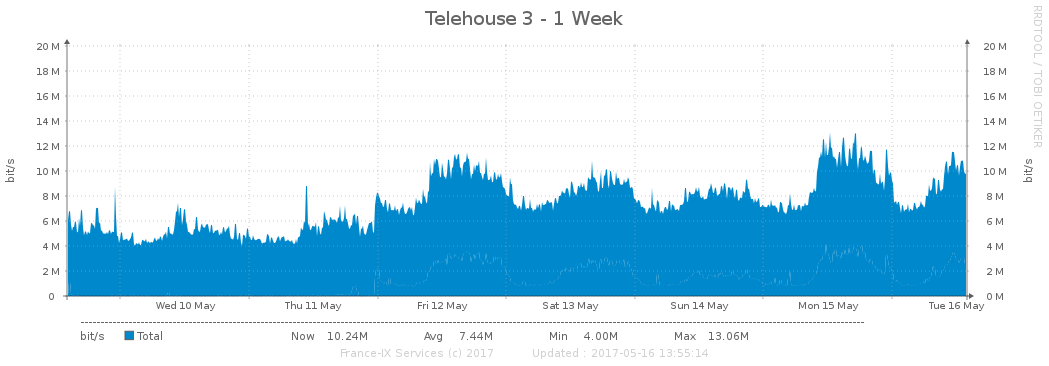 Telehouse 3 - 1 Week
RRDTOOL / TOBI OETIKER
20 M 20 M
18 M 18 M
16 M 16 M
14 M 14 M
12 M 12 M
10 M 10 M
8 M 8 M
6 M 6 M
4 M 4 M
2 M 2 M
0 0 M
bit/s
bit/s
Wed 10 May Thu 11 May Fri 12 May Sat 13 May Sun 14 May Mon 15 May Tue 16 May
bit/s Total Now 10.24M Avg 7.44M Min 4.00M Max 13.06M
France-IX Services (c) 2017 Updated : 2017-05-16 13:55:14